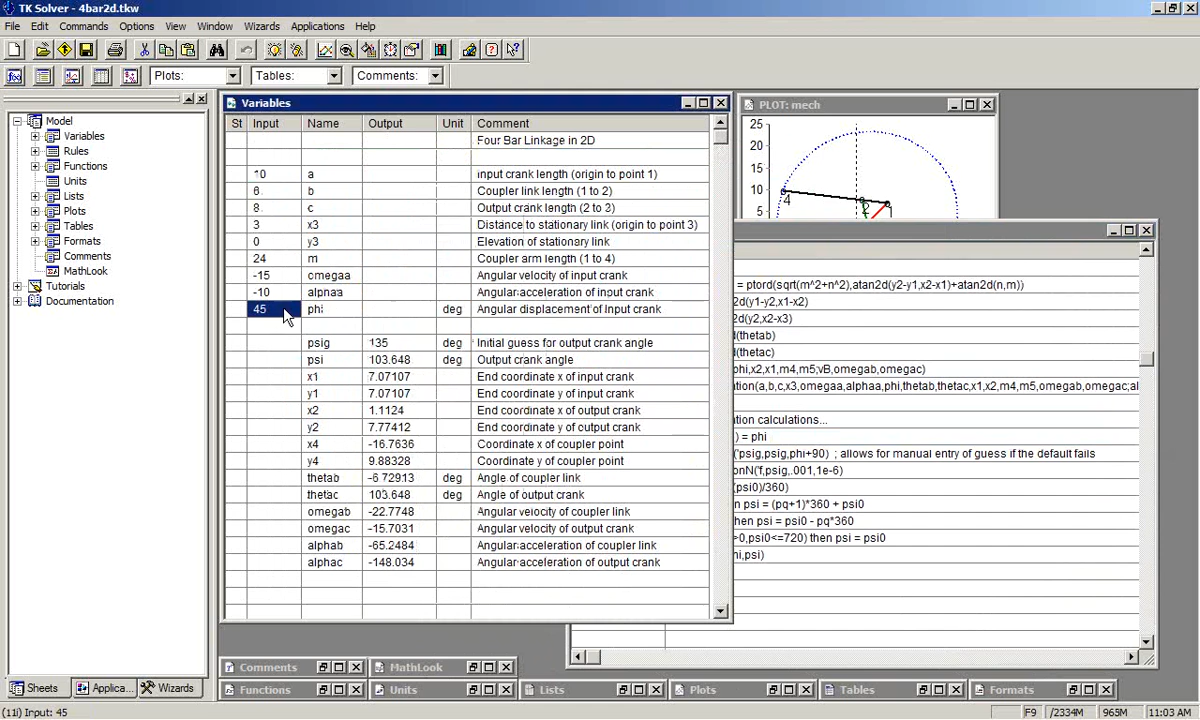 TK Solver - 4bar2d.tkw
File Edit Commands Options View Window Wizards Applications Help
Plots: Tables: Comments:
Model
Variables
Rules
Functions
Units
Lists
Plots
Tables
Formats
Comments
MathLook
Tutorials
Documentation
Sheets Applica... Wizards
Variables
St Input Name Output Unit Comment
Four Bar Linkage in 2D
10 a Input crank length (origin to point 1)
6 b Coupler link length (1 to 2)
8 c Output crank length (2 to 3)
3 x3 Distance to stationary link (origin to point 3)
0 y3 Elevation of stationary link
24 m Coupler arm length (1 to 4)
-15 omegaa Angular velocity of input crank
-10 alphaa Angular acceleration of input crank
45 phi deg Angular displacement of input crank
psig 135 deg Initial guess for output crank angle
psi 103.648 deg Output crank angle
x1 7.07107 End coordinate x of input crank
y1 7.07107 End coordinate y of input crank
x2 1.1124 End coordinate x of output crank
y2 7.77412 End coordinate y of output crank
x4 -16.7636 Coordinate x of coupler point
y4 9.88328 Coordinate y of coupler point
thetab -6.72913 deg Angle of coupler link
thetac 103.648 deg Angle of output crank
omegab -22.7748 Angular velocity of coupler link
omegac -15.7031 Angular velocity of output crank
alphab -65.2484 Angular acceleration of coupler link
alphac -148.034 Angular acceleration of output crank
PLOT: mech
25
20
15
10
5
4
2
1
= ptord(sqrt(m^2+n^2),atan2d(y2-y1,x2-x1)+atan2d(n,m))
2d(y1-y2,x1-x2)
2d(y2,x2-x3)
d(thetab)
d(thetac)
phi,x2,x1,m4,m5;vB,omegab,omegac)
ation(a,b,c,x3,omegaa,alphaa,phi,thetab,thetac,x1,x2,m4,m5,omegab,omegac;al
ation calculations...
) = phi
('psig,psig,phi+90) ; allows for manual entry of guess if the default fails
onN('f,psig,.001,1e-6)
(psi0)/360)
hen psi = (pq+1)*360 + psi0
then psi = psi0 - pq*360
>0,psi0<=720) then psi = psi0
hi,psi)
Comments MathLook
Functions Units Lists Plots Tables Formats
(11i) Input: 45 F9 /2334M 965M 11:03 AM